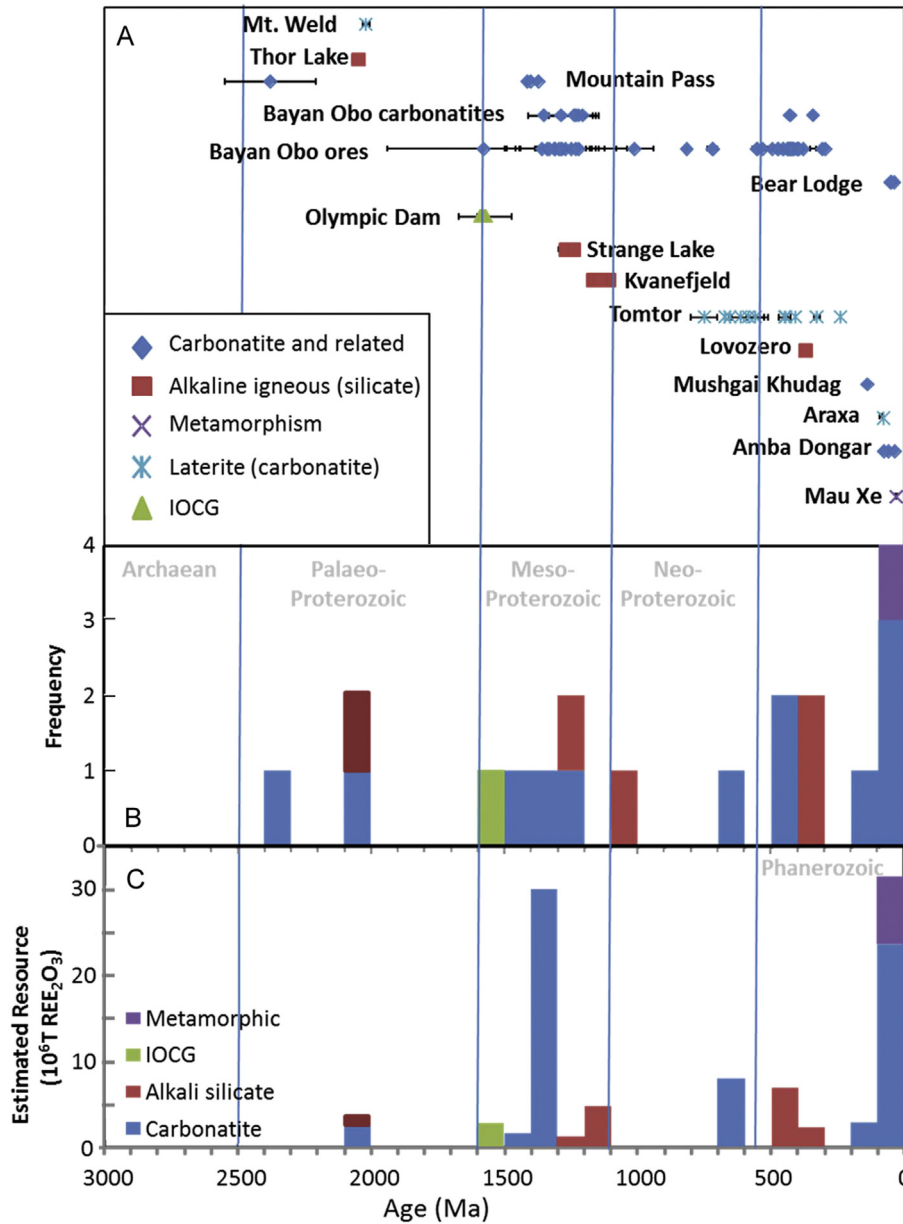 A
Mt. Weld
Thor Lake
Mountain Pass
Bayan Obo carbonatites
Bayan Obo ores
Bear Lodge
Olympic Dam
Strange Lake
Kvanefjeld
Tomtor
Lovozero
Mushgai Khudag
Araxa
Amba Dongar
Mau Xe
Carbonatite and related
Alkaline igneous (silicate)
Metamorphism
Laterite (carbonatite)
IOCG
4
3
2
1
0
Frequency
B
Archaean
Palaeo-
Proterozoic
Meso-
Proterozoic
Neo-
Proterozoic
C
Phanerozoic
30
20
10
0
Estimated Resource
(10⁶T REE₂O₃)
Metamorphic
IOCG
Alkali silicate
Carbonatite
3000 2500 2000 1500 1000 500 0
Age (Ma)